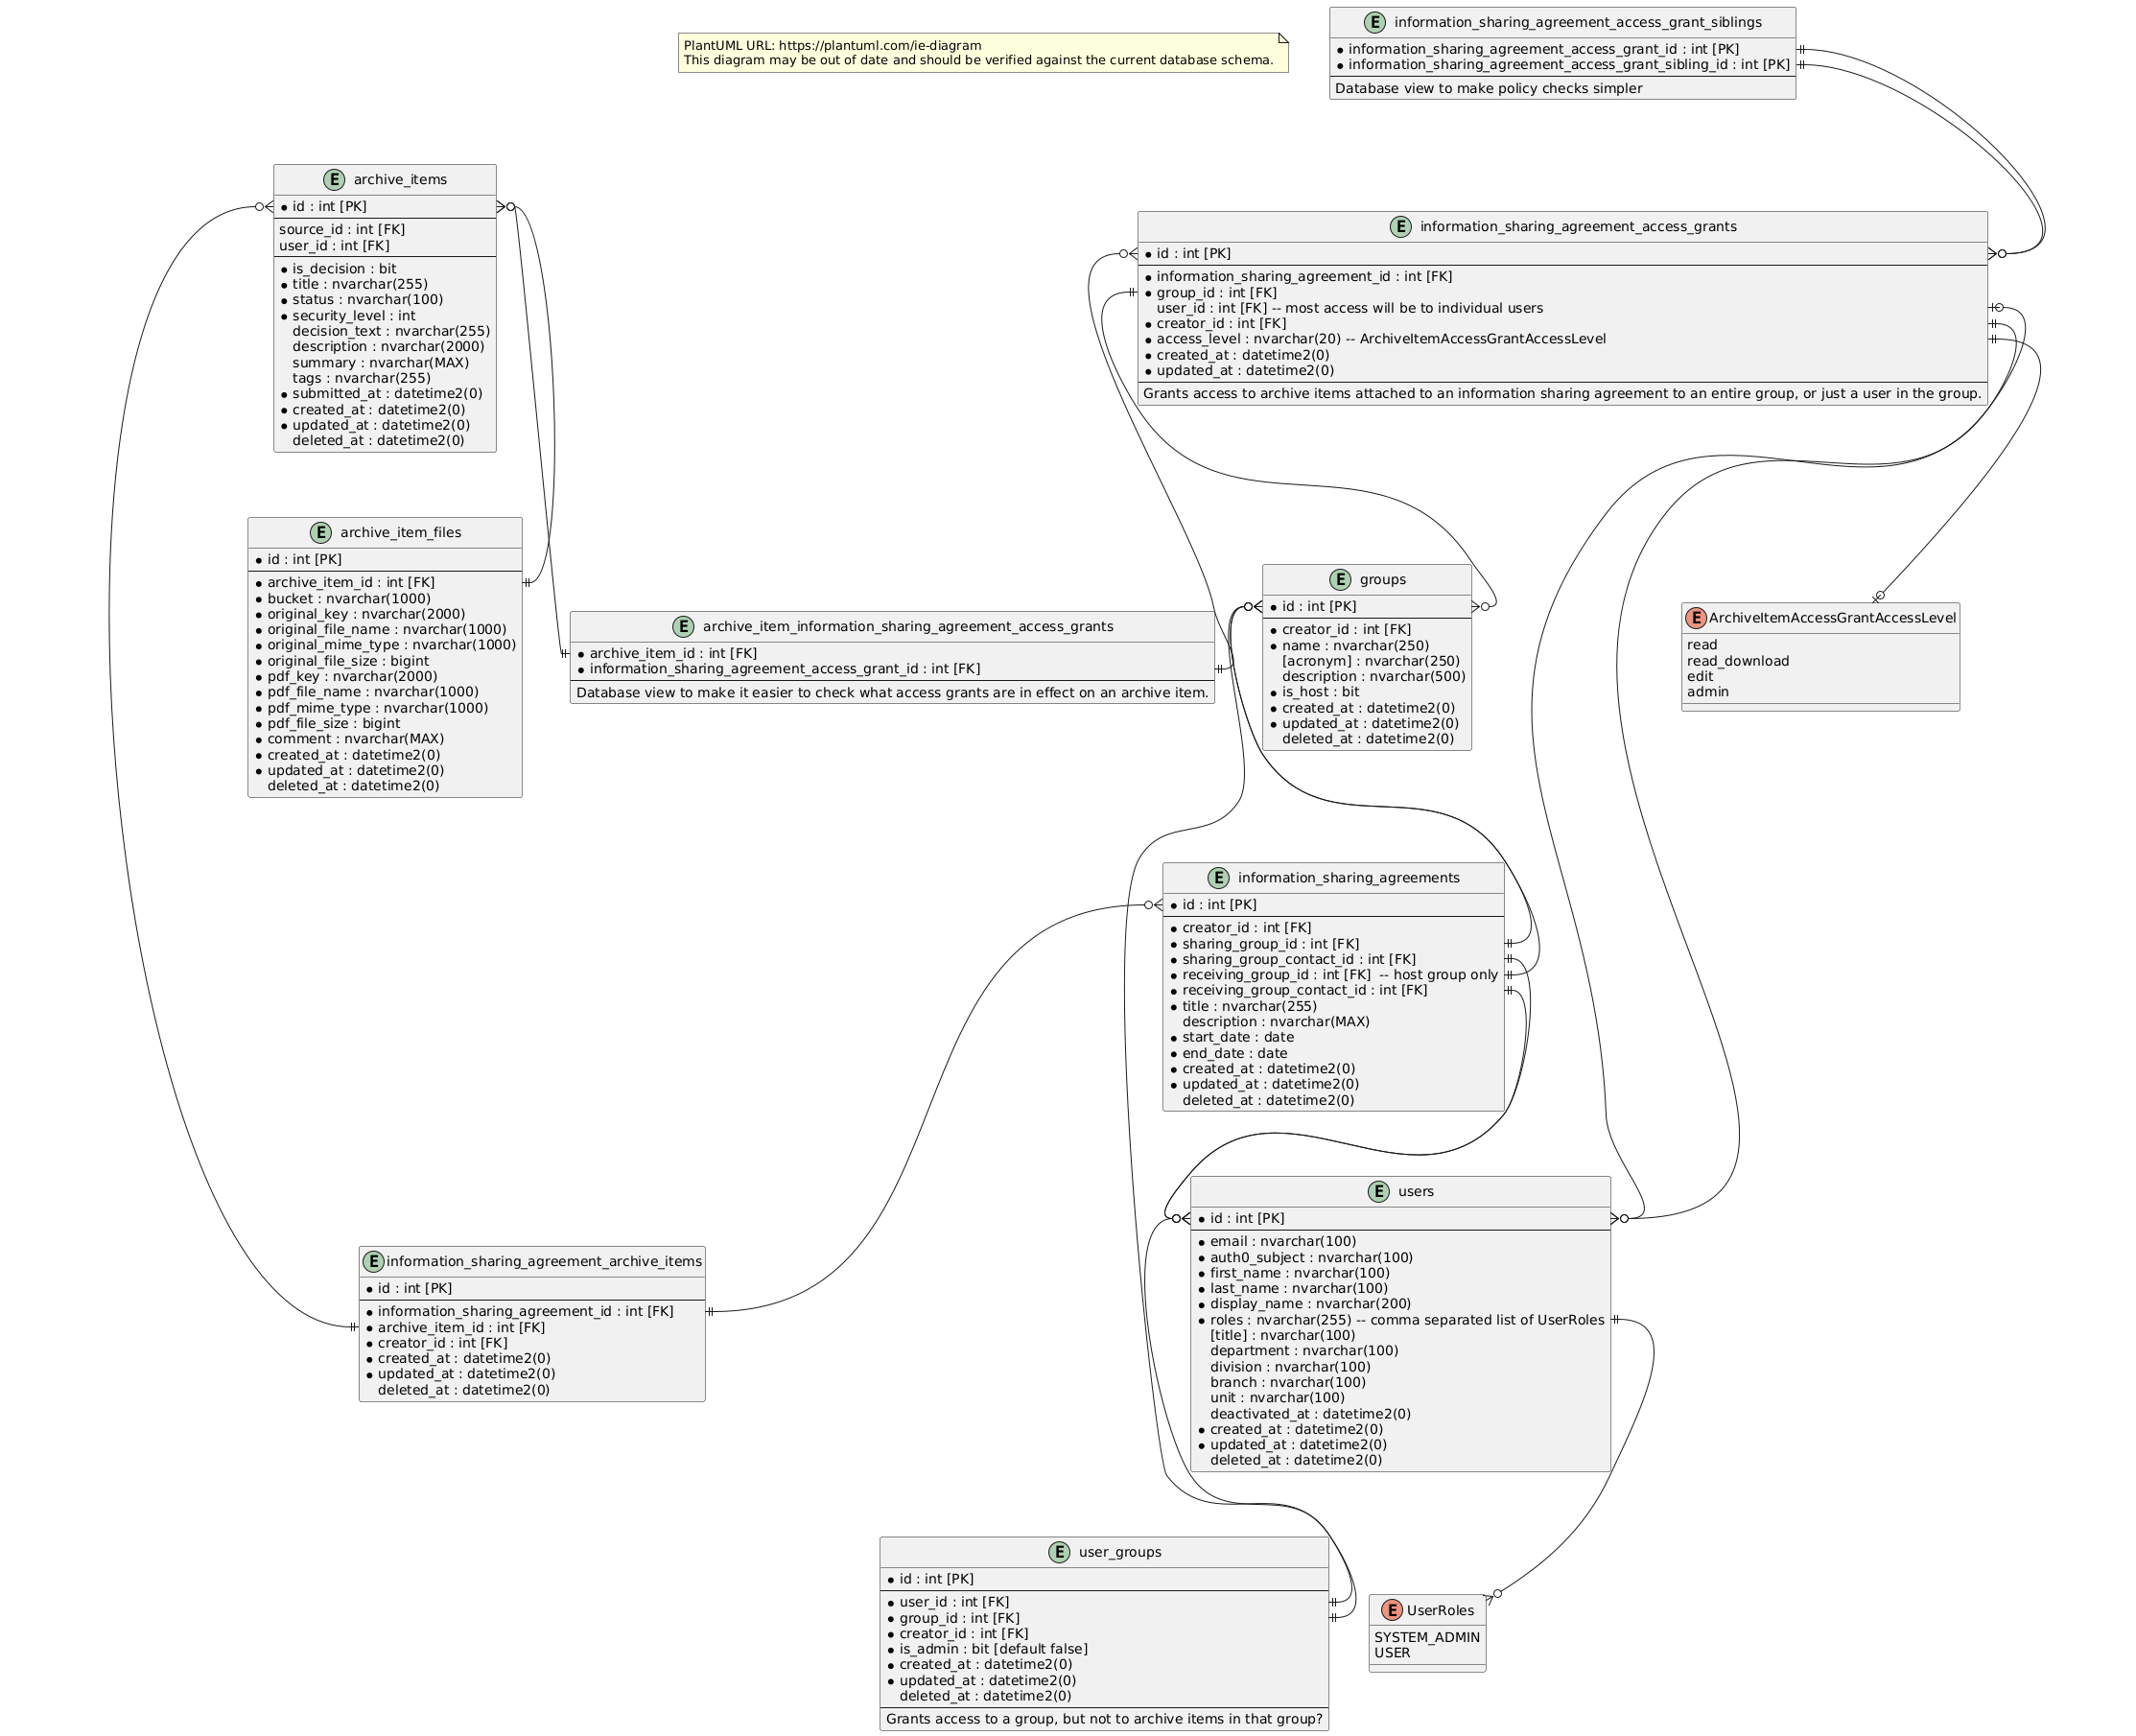 PlantUML URL: https://plantuml.com/ie-diagram
This diagram may be out of date and should be verified against the current database schema.
E information_sharing_agreement_access_grant_siblings
information_sharing_agreement_access_grant_id : int [PK]
information_sharing_agreement_access_grant_sibling_id : int [PK]
Database view to make policy checks simpler
E archive_items
id : int [PK]
source_id : int [FK]
user_id : int [FK]
is_decision : bit
title : nvarchar(255)
status : nvarchar(100)
security_level : int
decision_text : nvarchar(255)
description : nvarchar(2000)
summary : nvarchar(MAX)
tags : nvarchar(255)
submitted_at : datetime2(0)
created_at : datetime2(0)
updated_at : datetime2(0)
deleted_at : datetime2(0)
E information_sharing_agreement_access_grants
id : int [PK]
information_sharing_agreement_id : int [FK]
group_id : int [FK]
user_id : int [FK] -- most access will be to individual users
creator_id : int [FK]
access_level : nvarchar(20) -- ArchiveItemAccessGrantAccessLevel
created_at : datetime2(0)
updated_at : datetime2(0)
Grants access to archive items attached to an information sharing agreement to an entire group, or just a user in the group.
E archive_item_files
id : int [PK]
archive_item_id : int [FK]
bucket : nvarchar(1000)
original_key : nvarchar(2000)
original_file_name : nvarchar(1000)
original_mime_type : nvarchar(1000)
original_file_size : bigint
pdf_key : nvarchar(2000)
pdf_file_name : nvarchar(1000)
pdf_mime_type : nvarchar(1000)
pdf_file_size : bigint
comment : nvarchar(MAX)
created_at : datetime2(0)
updated_at : datetime2(0)
deleted_at : datetime2(0)
E archive_item_information_sharing_agreement_access_grants
archive_item_id : int [FK]
information_sharing_agreement_access_grant_id : int [FK]
Database view to make it easier to check what access grants are in effect on an archive item.
E groups
id : int [PK]
creator_id : int [FK]
name : nvarchar(250)
[acronym] : nvarchar(250)
description : nvarchar(500)
is_host : bit
created_at : datetime2(0)
updated_at : datetime2(0)
deleted_at : datetime2(0)
E ArchiveItemAccessGrantAccessLevel
read
read_download
edit
admin
E information_sharing_agreements
id : int [PK]
creator_id : int [FK]
sharing_group_id : int [FK]
sharing_group_contact_id : int [FK]
receiving_group_id : int [FK]  -- host group only
receiving_group_contact_id : int [FK]
title : nvarchar(255)
description : nvarchar(MAX)
start_date : date
end_date : date
created_at : datetime2(0)
updated_at : datetime2(0)
deleted_at : datetime2(0)
E users
id : int [PK]
email : nvarchar(100)
auth0_subject : nvarchar(100)
first_name : nvarchar(100)
last_name : nvarchar(100)
display_name : nvarchar(200)
roles : nvarchar(255) -- comma separated list of UserRoles
[title] : nvarchar(100)
department : nvarchar(100)
division : nvarchar(100)
branch : nvarchar(100)
unit : nvarchar(100)
deactivated_at : datetime2(0)
created_at : datetime2(0)
updated_at : datetime2(0)
deleted_at : datetime2(0)
E information_sharing_agreement_archive_items
id : int [PK]
information_sharing_agreement_id : int [FK]
archive_item_id : int [FK]
creator_id : int [FK]
created_at : datetime2(0)
updated_at : datetime2(0)
deleted_at : datetime2(0)
E user_groups
id : int [PK]
user_id : int [FK]
group_id : int [FK]
creator_id : int [FK]
is_admin : bit [default false]
created_at : datetime2(0)
updated_at : datetime2(0)
deleted_at : datetime2(0)
Grants access to a group, but not to archive items in that group?
E UserRoles
SYSTEM_ADMIN
USER